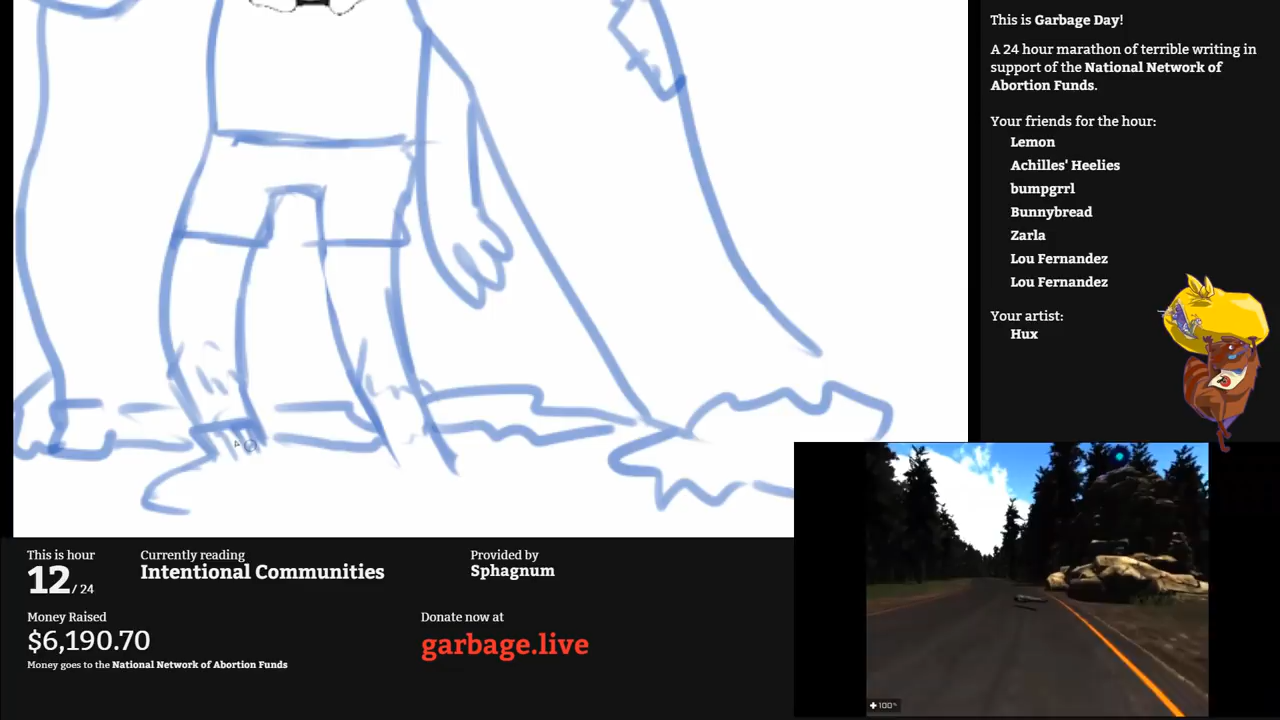 This is Garbage Day!
A 24 hour marathon of terrible writing in
support of the National Network of
Abortion Funds.
Your friends for the hour:
Lemon
Achilles' Heelies
bumpgrrl
Bunnybread
Zarla
Lou Fernandez
Lou Fernandez
Your artist:
Hux
This is hour
12 / 24
Currently reading
Intentional Communities
Provided by
Sphagnum
Money Raised
$6,190.70
Money goes to the National Network of Abortion Funds
Donate now at
garbage.live
100%